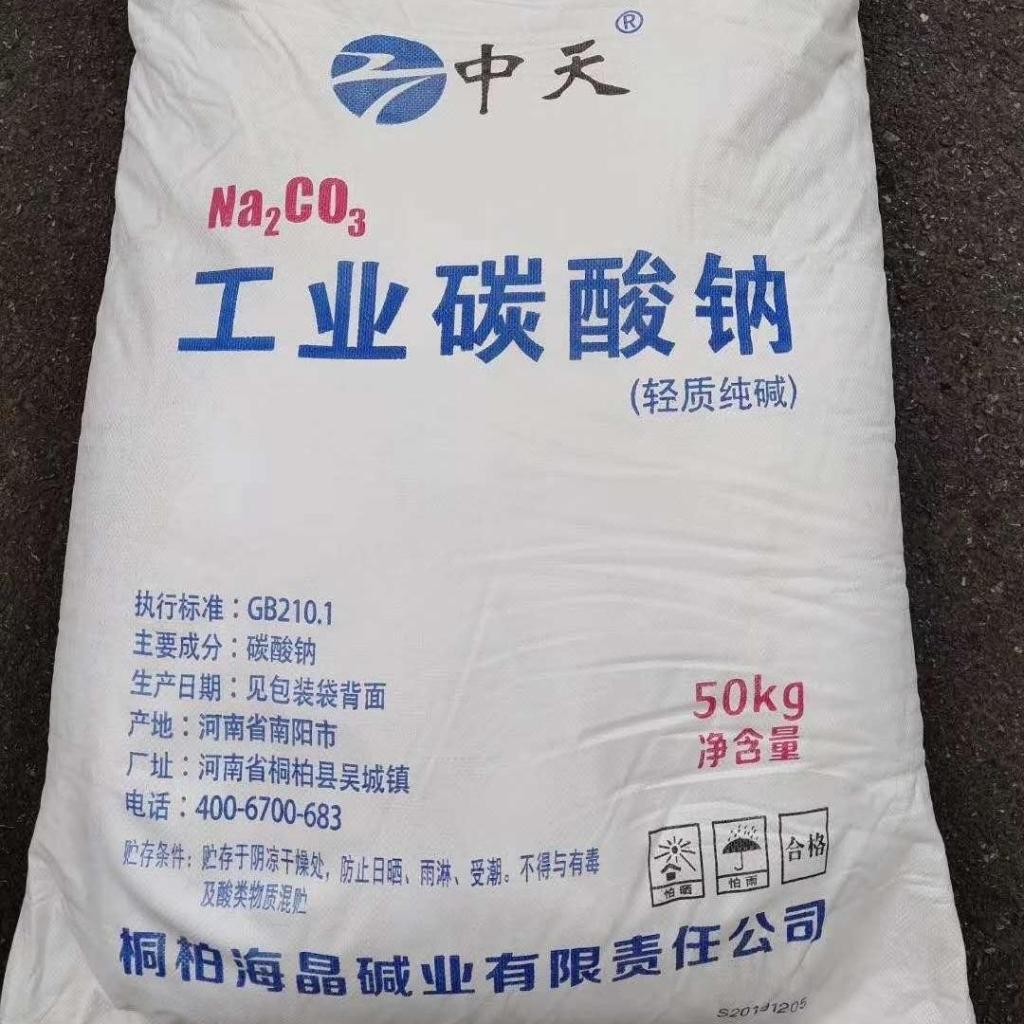 中天®
Na₂CO₃
工业碳酸钠
(轻质纯碱)
执行标准：GB210.1
主要成分：碳酸钠
生产日期：见包装袋背面
产地：河南省南阳市
厂址：河南省桐柏县吴城镇
电话：400-6700-683
50kg
净含量
贮存条件：贮存于阴凉干燥处，防止日晒、雨淋、受潮。不得与有毒
及酸类物质混贮
怕晒
怕雨
合格
桐柏海晶碱业有限责任公司
S20191205